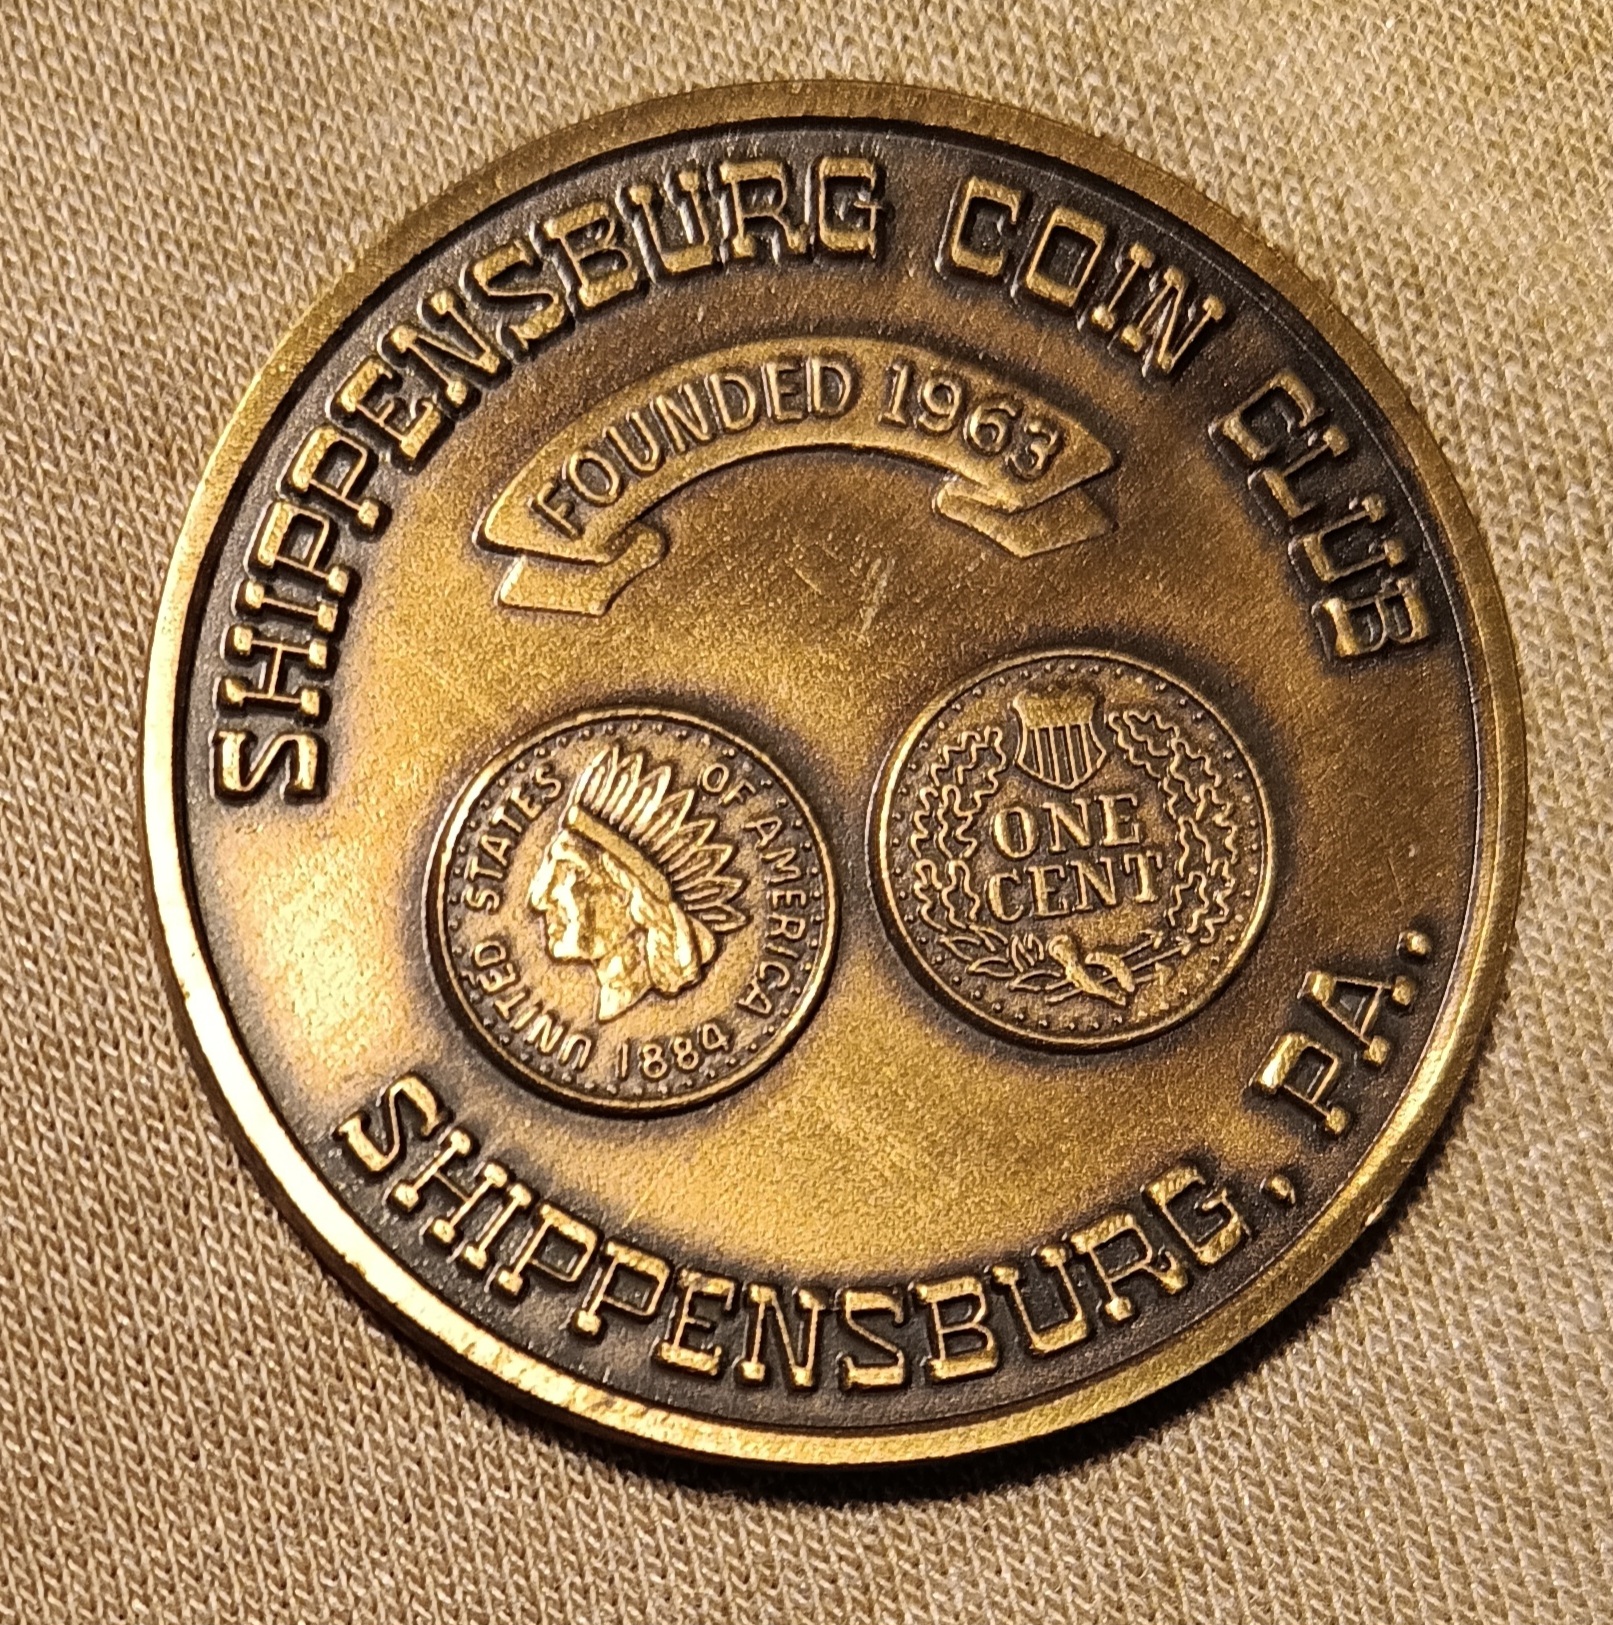 SHIPPENSBURG COIN CLUB
FOUNDED 1963
UNITED STATES OF AMERICA
1884
ONE
CENT
SHIPPENSBURG, PA.